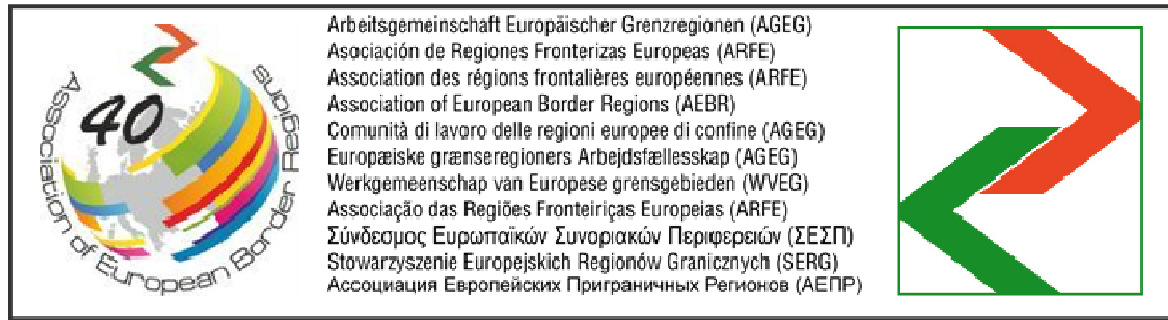 40
Association of European Border Regions
Arbeitsgemeinschaft Europäischer Grenzregionen (AGEG)
Asociación de Regiones Fronterizas Europeas (ARFE)
Association des régions frontalières européennes (ARFE)
Association of European Border Regions (AEBR)
Comunità di lavoro delle regioni europee di confine (AGEG)
Europæiske grænseregioners Arbejdsfællesskap (AGEG)
Werkgemeenschap van Europese grensgebieden (WVEG)
Associação das Regiões Fronteiriças Europeias (ARFE)
Σύνδεσμος Ευρωπαϊκών Συνοριακών Περιφερειών (ΣΕΣΠ)
Stowarzyszenie Europejskich Regionów Granicznych (SERG)
Ассоциация Европейских Приграничных Регионов (АЕПР)